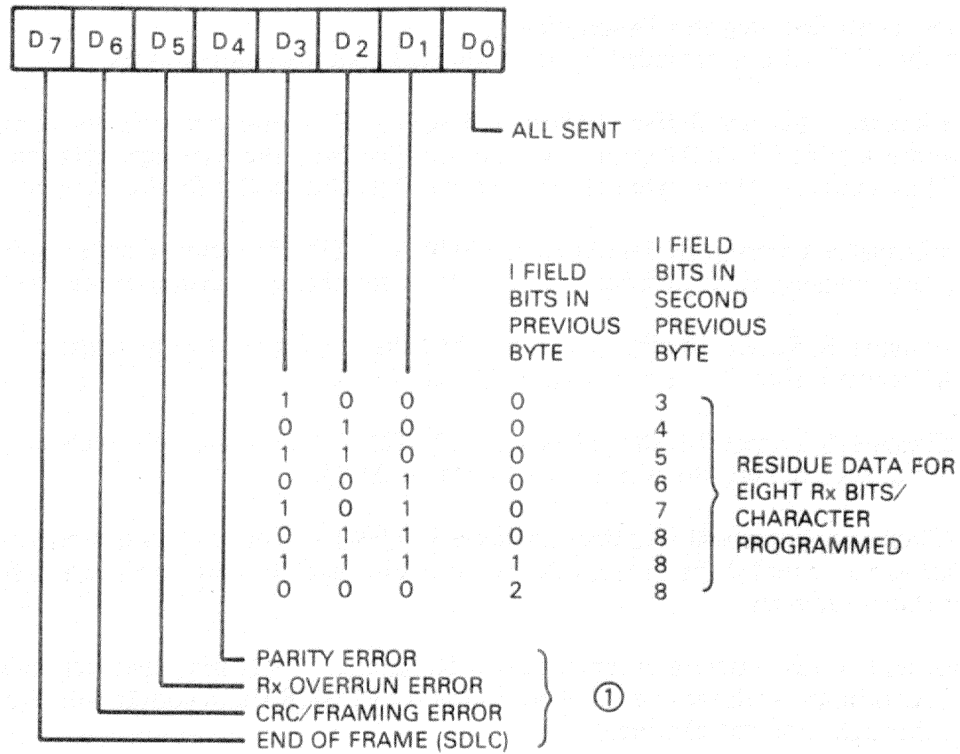 D7 D6 D5 D4 D3 D2 D1 D0
ALL SENT
I FIELD
BITS IN
PREVIOUS
BYTE
I FIELD
BITS IN
SECOND
PREVIOUS
BYTE
1 0 0 0 3
0 1 0 0 4
1 1 0 0 5
0 0 1 0 6
1 0 1 0 7
0 1 1 0 8
1 1 1 1 8
0 0 0 2 8
RESIDUE DATA FOR
EIGHT Rx BITS/
CHARACTER
PROGRAMMED
PARITY ERROR
Rx OVERRUN ERROR
CRC/FRAMING ERROR
END OF FRAME (SDLC)
①